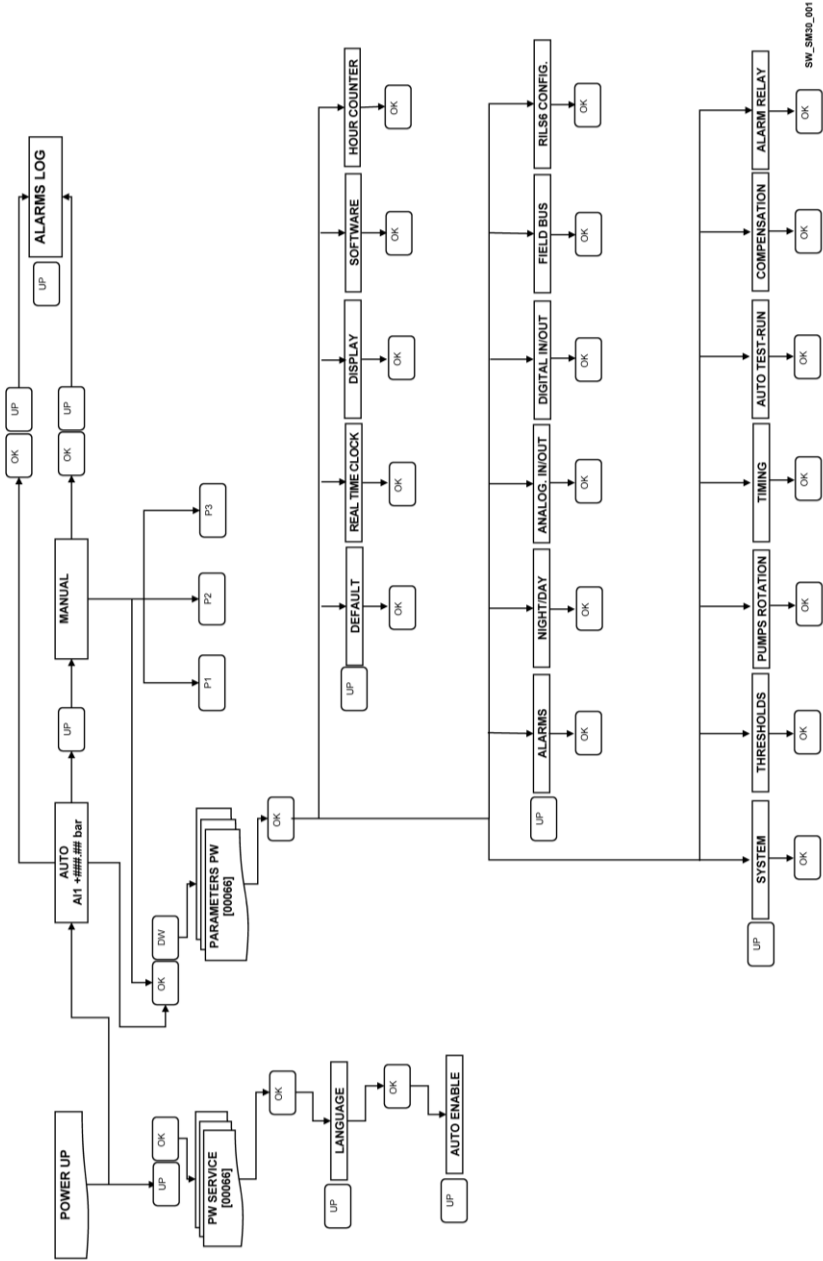 POWER UP
UP
OK
PW SERVICE
[00066]
OK
UP
LANGUAGE
OK
UP
AUTO ENABLE
AUTO
AI1 +###.## bar
UP
MANUAL
OK
UP
OK
UP
UP
ALARMS LOG
P1
P2
P3
OK
DW
PARAMETERS PW
[00066]
OK
UP
DEFAULT
REAL TIME CLOCK
DISPLAY
SOFTWARE
HOUR COUNTER
OK
OK
OK
OK
OK
UP
ALARMS
NIGHT/DAY
ANALOG. IN/OUT
DIGITAL IN/OUT
FIELD BUS
RILS6 CONFIG.
OK
OK
OK
OK
OK
OK
UP
SYSTEM
THRESHOLDS
PUMPS ROTATION
TIMING
AUTO TEST-RUN
COMPENSATION
ALARM RELAY
OK
OK
OK
OK
OK
OK
OK
SW_SM30_001